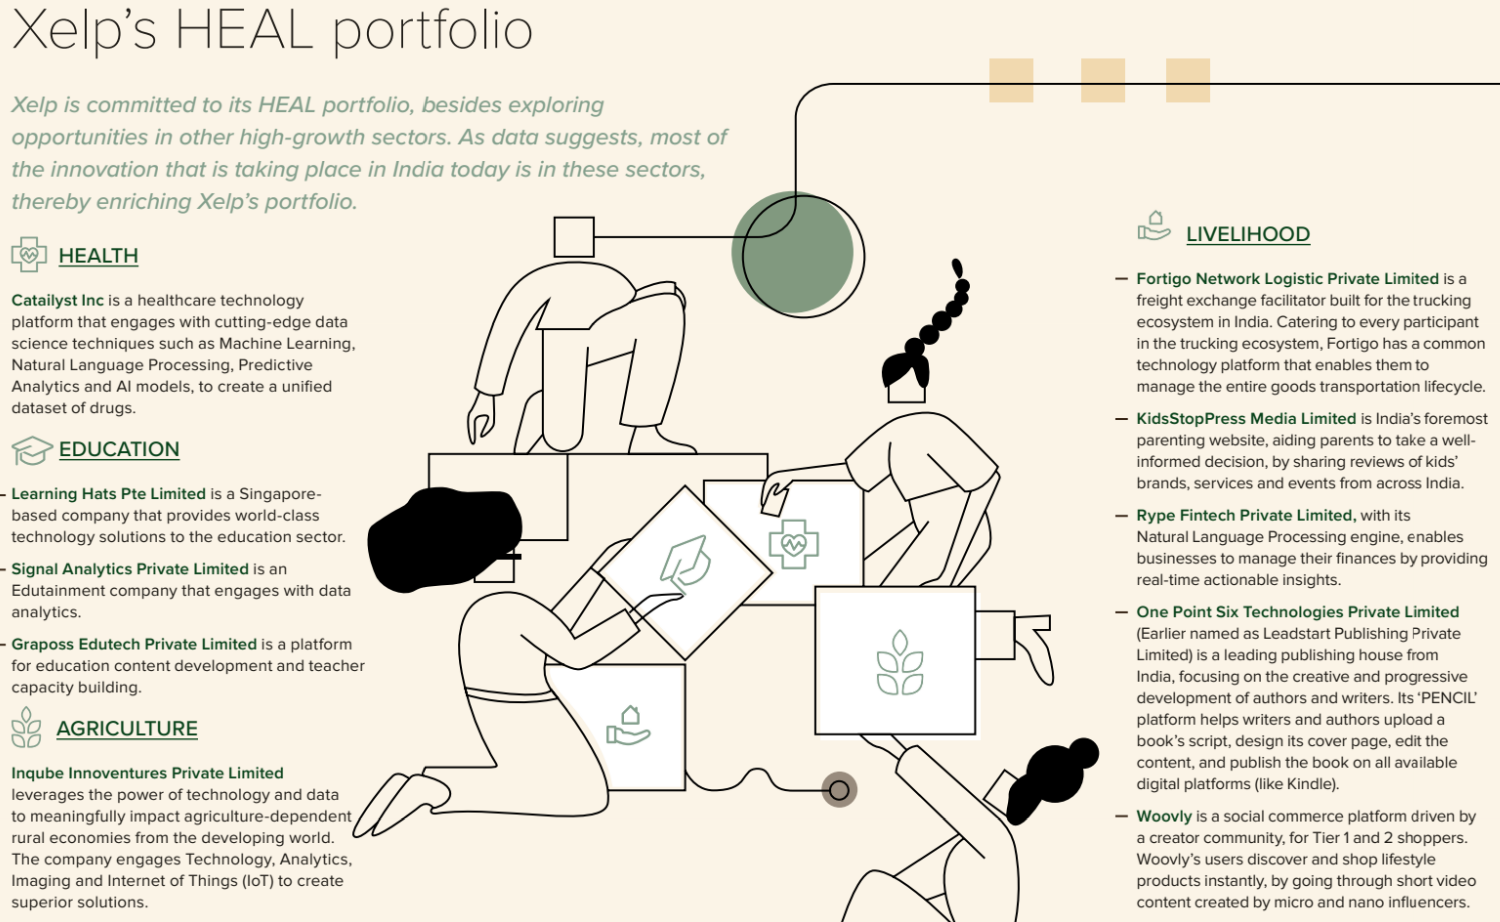 Xelp's HEAL portfolio
Xelp is committed to its HEAL portfolio, besides exploring
opportunities in other high-growth sectors. As data suggests, most of
the innovation that is taking place in India today is in these sectors,
thereby enriching Xelp's portfolio.
HEALTH
Catailyst Inc is a healthcare technology
platform that engages with cutting-edge data
science techniques such as Machine Learning,
Natural Language Processing, Predictive
Analytics and AI models, to create a unified
dataset of drugs.
EDUCATION
– Learning Hats Pte Limited is a Singapore-
based company that provides world-class
technology solutions to the education sector.
– Signal Analytics Private Limited is an
Edutainment company that engages with data
analytics.
– Graposs Edutech Private Limited is a platform
for education content development and teacher
capacity building.
AGRICULTURE
Inqube Innoventures Private Limited
leverages the power of technology and data
to meaningfully impact agriculture-dependent
rural economies from the developing world.
The company engages Technology, Analytics,
Imaging and Internet of Things (IoT) to create
superior solutions.
LIVELIHOOD
— Fortigo Network Logistic Private Limited is a
freight exchange facilitator built for the trucking
ecosystem in India. Catering to every participant
in the trucking ecosystem, Fortigo has a common
technology platform that enables them to
manage the entire goods transportation lifecycle.
— KidsStopPress Media Limited is India's foremost
parenting website, aiding parents to take a well-
informed decision, by sharing reviews of kids'
brands, services and events from across India.
— Rype Fintech Private Limited, with its
Natural Language Processing engine, enables
businesses to manage their finances by providing
real-time actionable insights.
— One Point Six Technologies Private Limited
(Earlier named as Leadstart Publishing Private
Limited) is a leading publishing house from
India, focusing on the creative and progressive
development of authors and writers. Its 'PENCIL'
platform helps writers and authors upload a
book's script, design its cover page, edit the
content, and publish the book on all available
digital platforms (like Kindle).
— Woovly is a social commerce platform driven by
a creator community, for Tier 1 and 2 shoppers.
Woovly's users discover and shop lifestyle
products instantly, by going through short video
content created by micro and nano influencers.